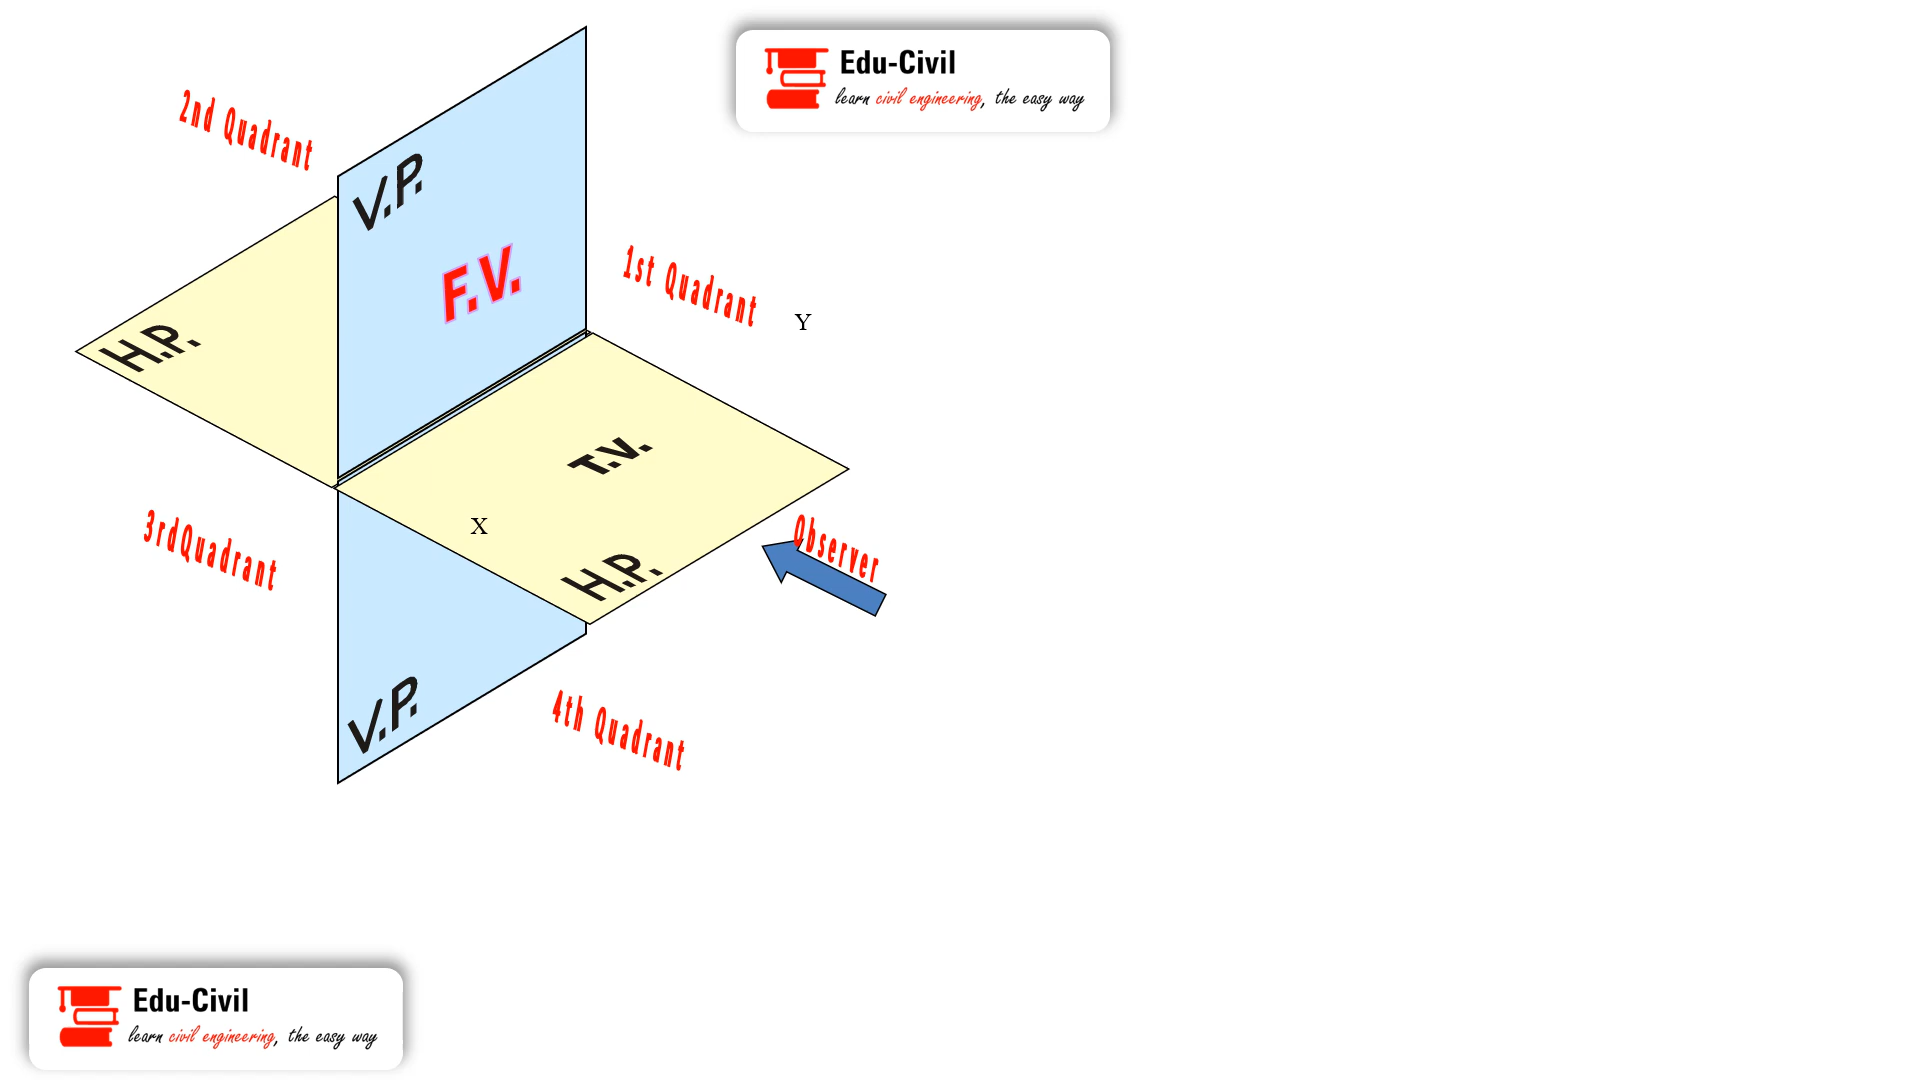 Edu-Civil
learn civil engineering, the easy way
2nd Quadrant
V.P.
F.V.
1st Quadrant
Y
H.P.
T.V.
X
Observer
3rdQuadrant
H.P.
V.P.
4th Quadrant
Edu-Civil
learn civil engineering, the easy way